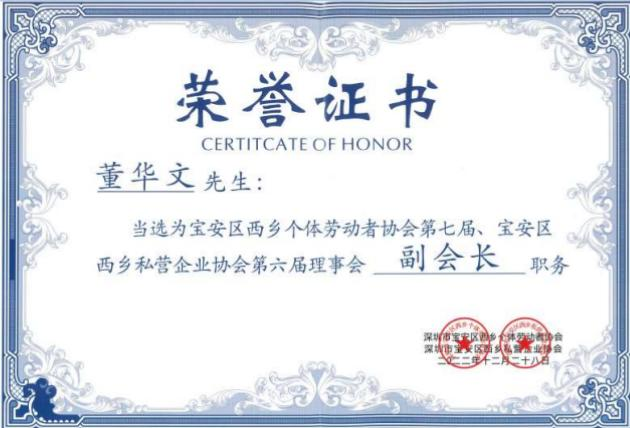 荣誉证书
CERTITCATE OF HONOR
董华文先生：
当选为宝安区西乡个体劳动者协会第七届、宝安区
西乡私营企业协会第六届理事会 副会长 职务
深圳市宝安区西乡个体劳动者协会
深圳市宝安区西乡私营企业协会
二〇二二年十二月二十八日